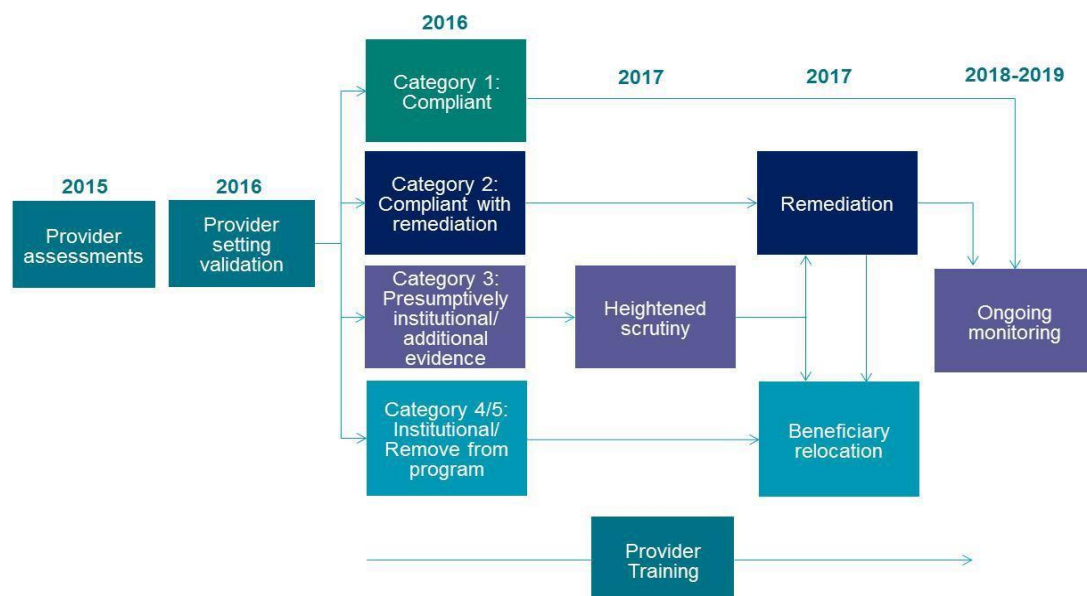 2016
Category 1:
Compliant
2017
2017
2018-2019
2015
Provider
assessments
2016
Provider
setting
validation
Category 2:
Compliant with
remediation
Remediation
Category 3:
Presumptively
institutional/
additional
evidence
Heightened
scrutiny
Ongoing
monitoring
Category 4/5:
Institutional/
Remove from
program
Beneficiary
relocation
Provider
Training